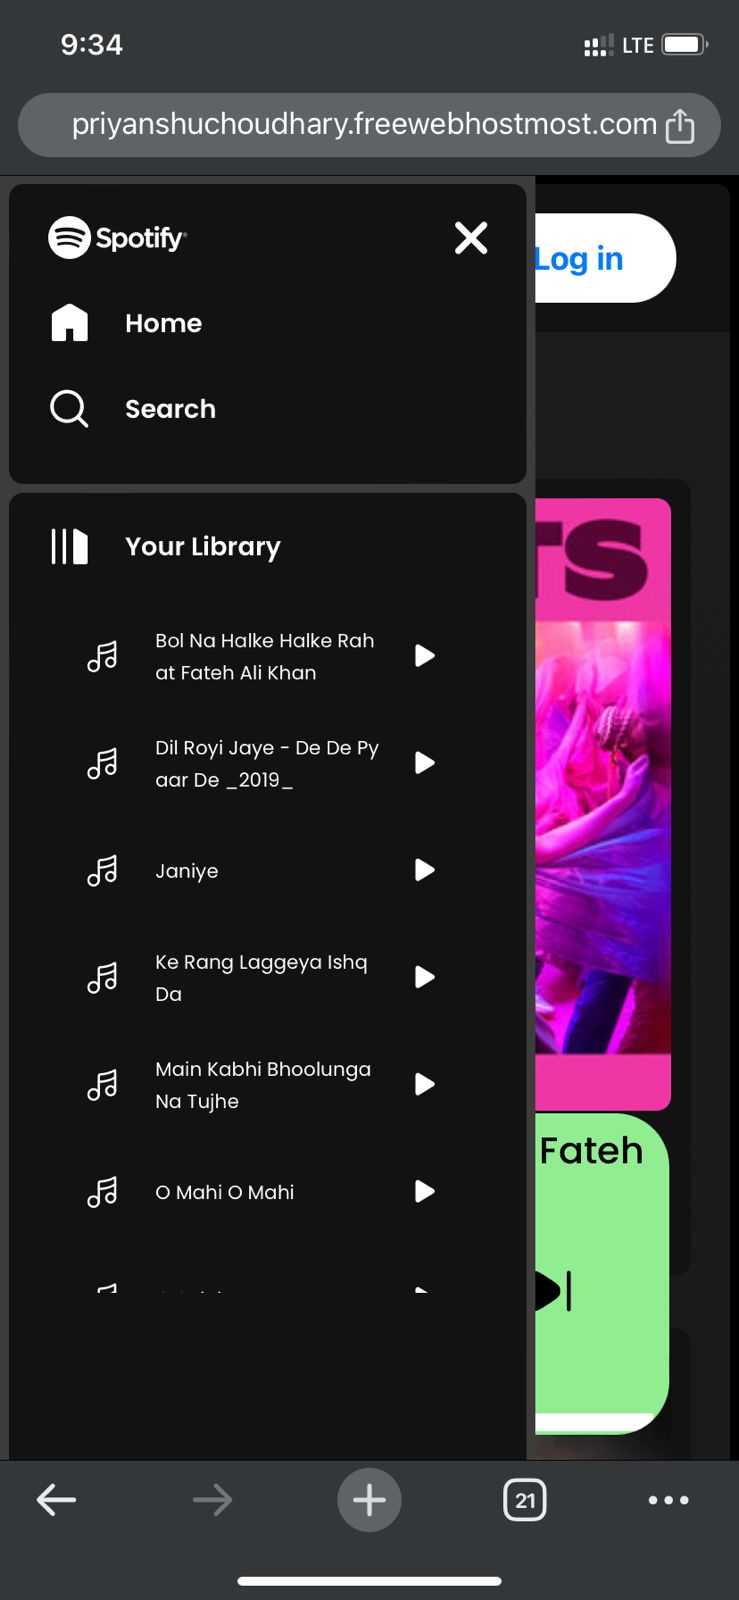 9:34
LTE
priyanshuchoudhary.freewebhostmost.com
Spotify
Log in
Home
Search
TS
Your Library
Bol Na Halke Halke Rah
at Fateh Ali Khan
Dil Royi Jaye - De De Py
aar De _2019_
Janiye
Ke Rang Laggeya Ishq
Da
Main Kabhi Bhoolunga
Na Tujhe
Fateh
O Mahi O Mahi
21